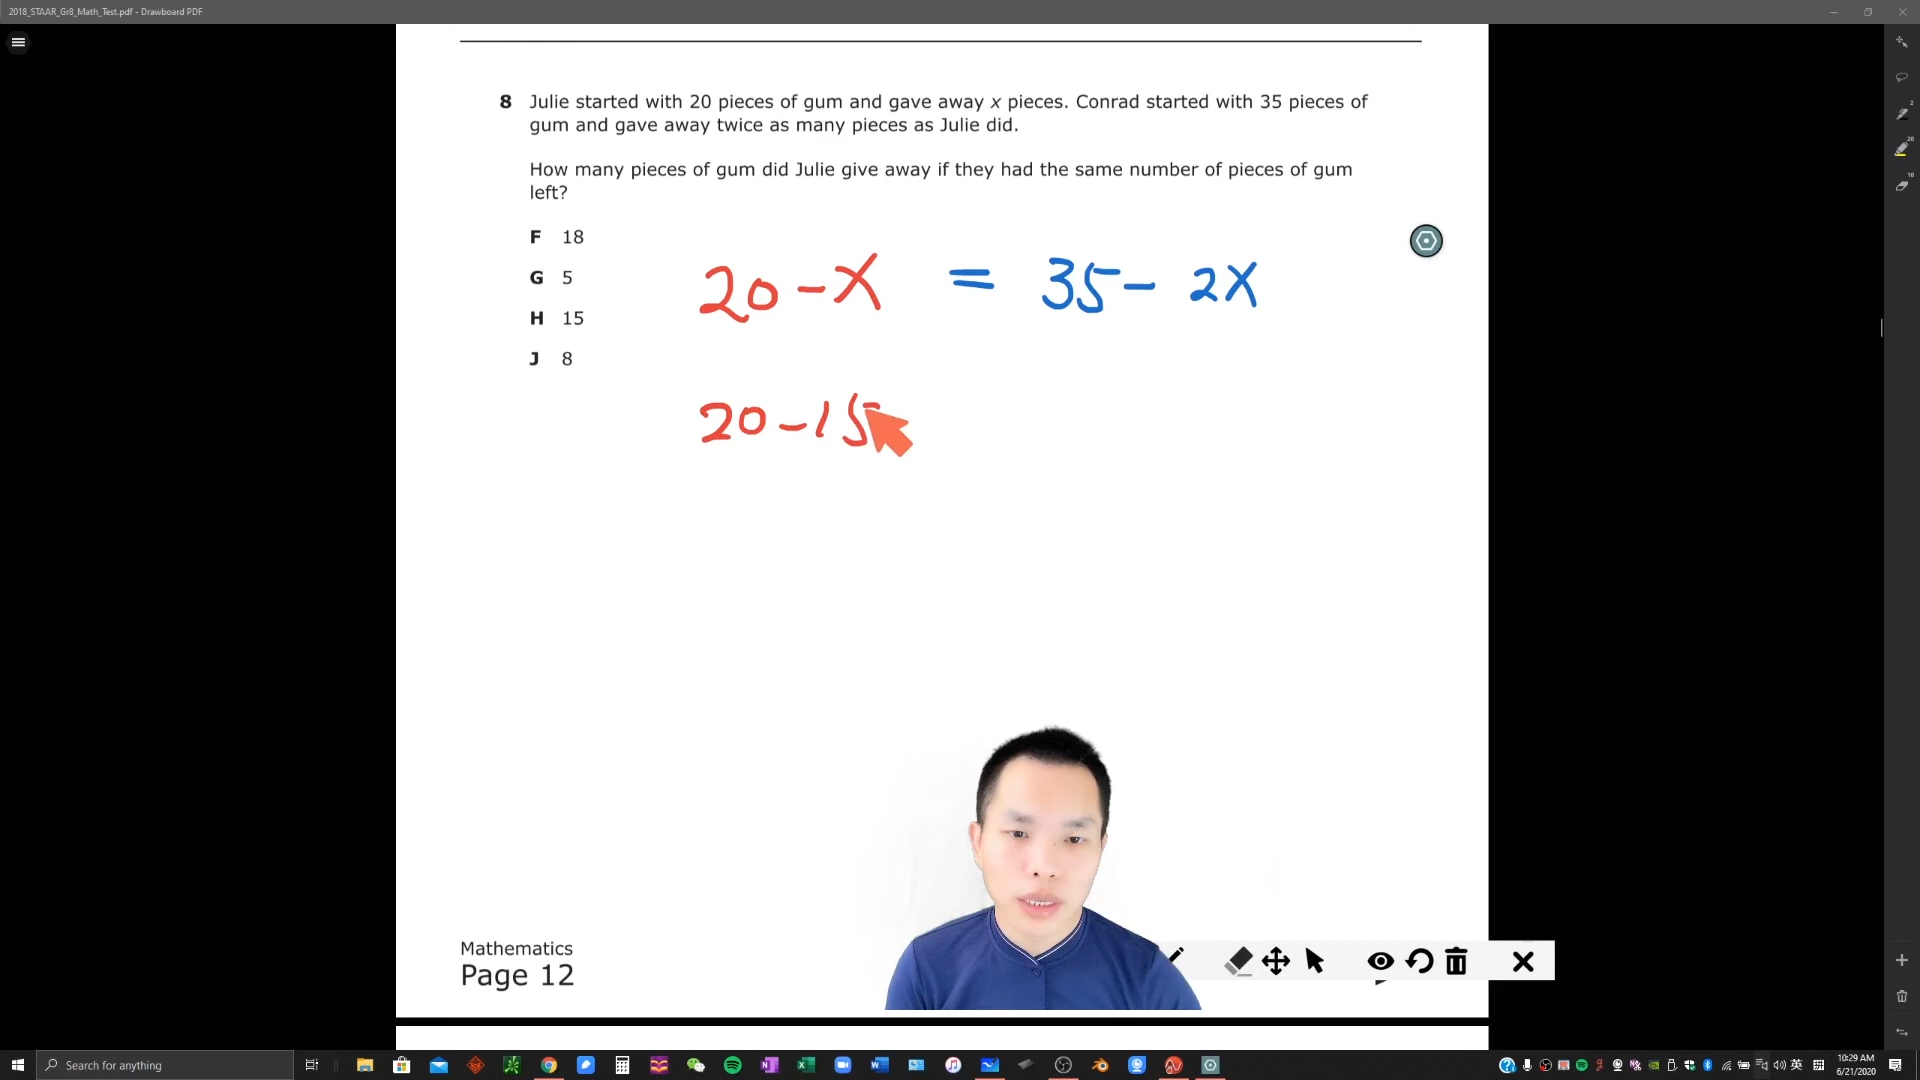 2018_STAAR_Gr8_Math_Test.pdf - Drawboard PDF
8 Julie started with 20 pieces of gum and gave away x pieces. Conrad started with 35 pieces of
gum and gave away twice as many pieces as Julie did.
How many pieces of gum did Julie give away if they had the same number of pieces of gum
left?
F 18
G 5
H 15
J 8
20 - X = 35 - 2X
20 - 15
Mathematics
Page 12
Search for anything
英
10:29 AM
6/21/2020